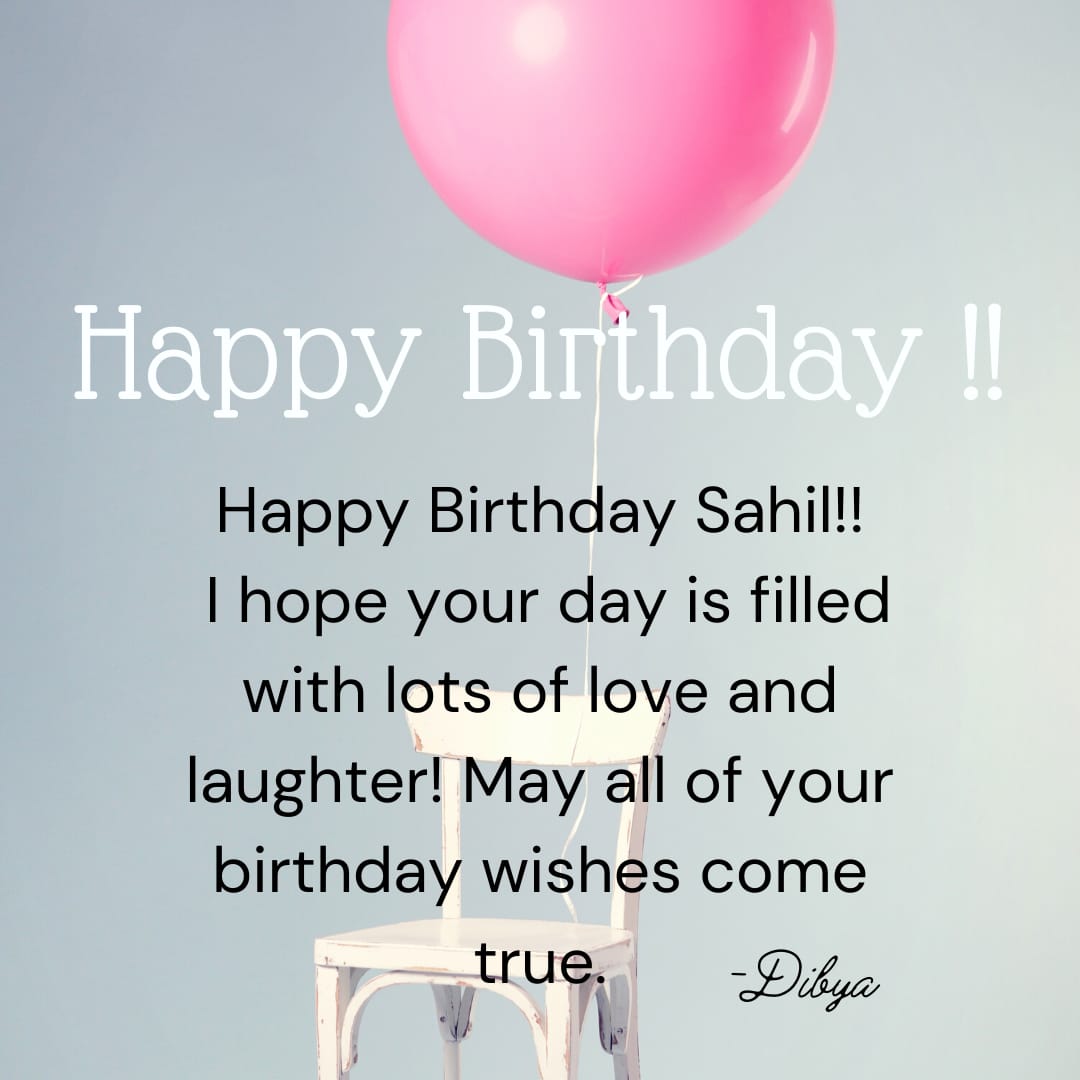 Happy Birthday !!
Happy Birthday Sahil!!
I hope your day is filled
with lots of love and
laughter! May all of your
birthday wishes come
true.
-Dibya